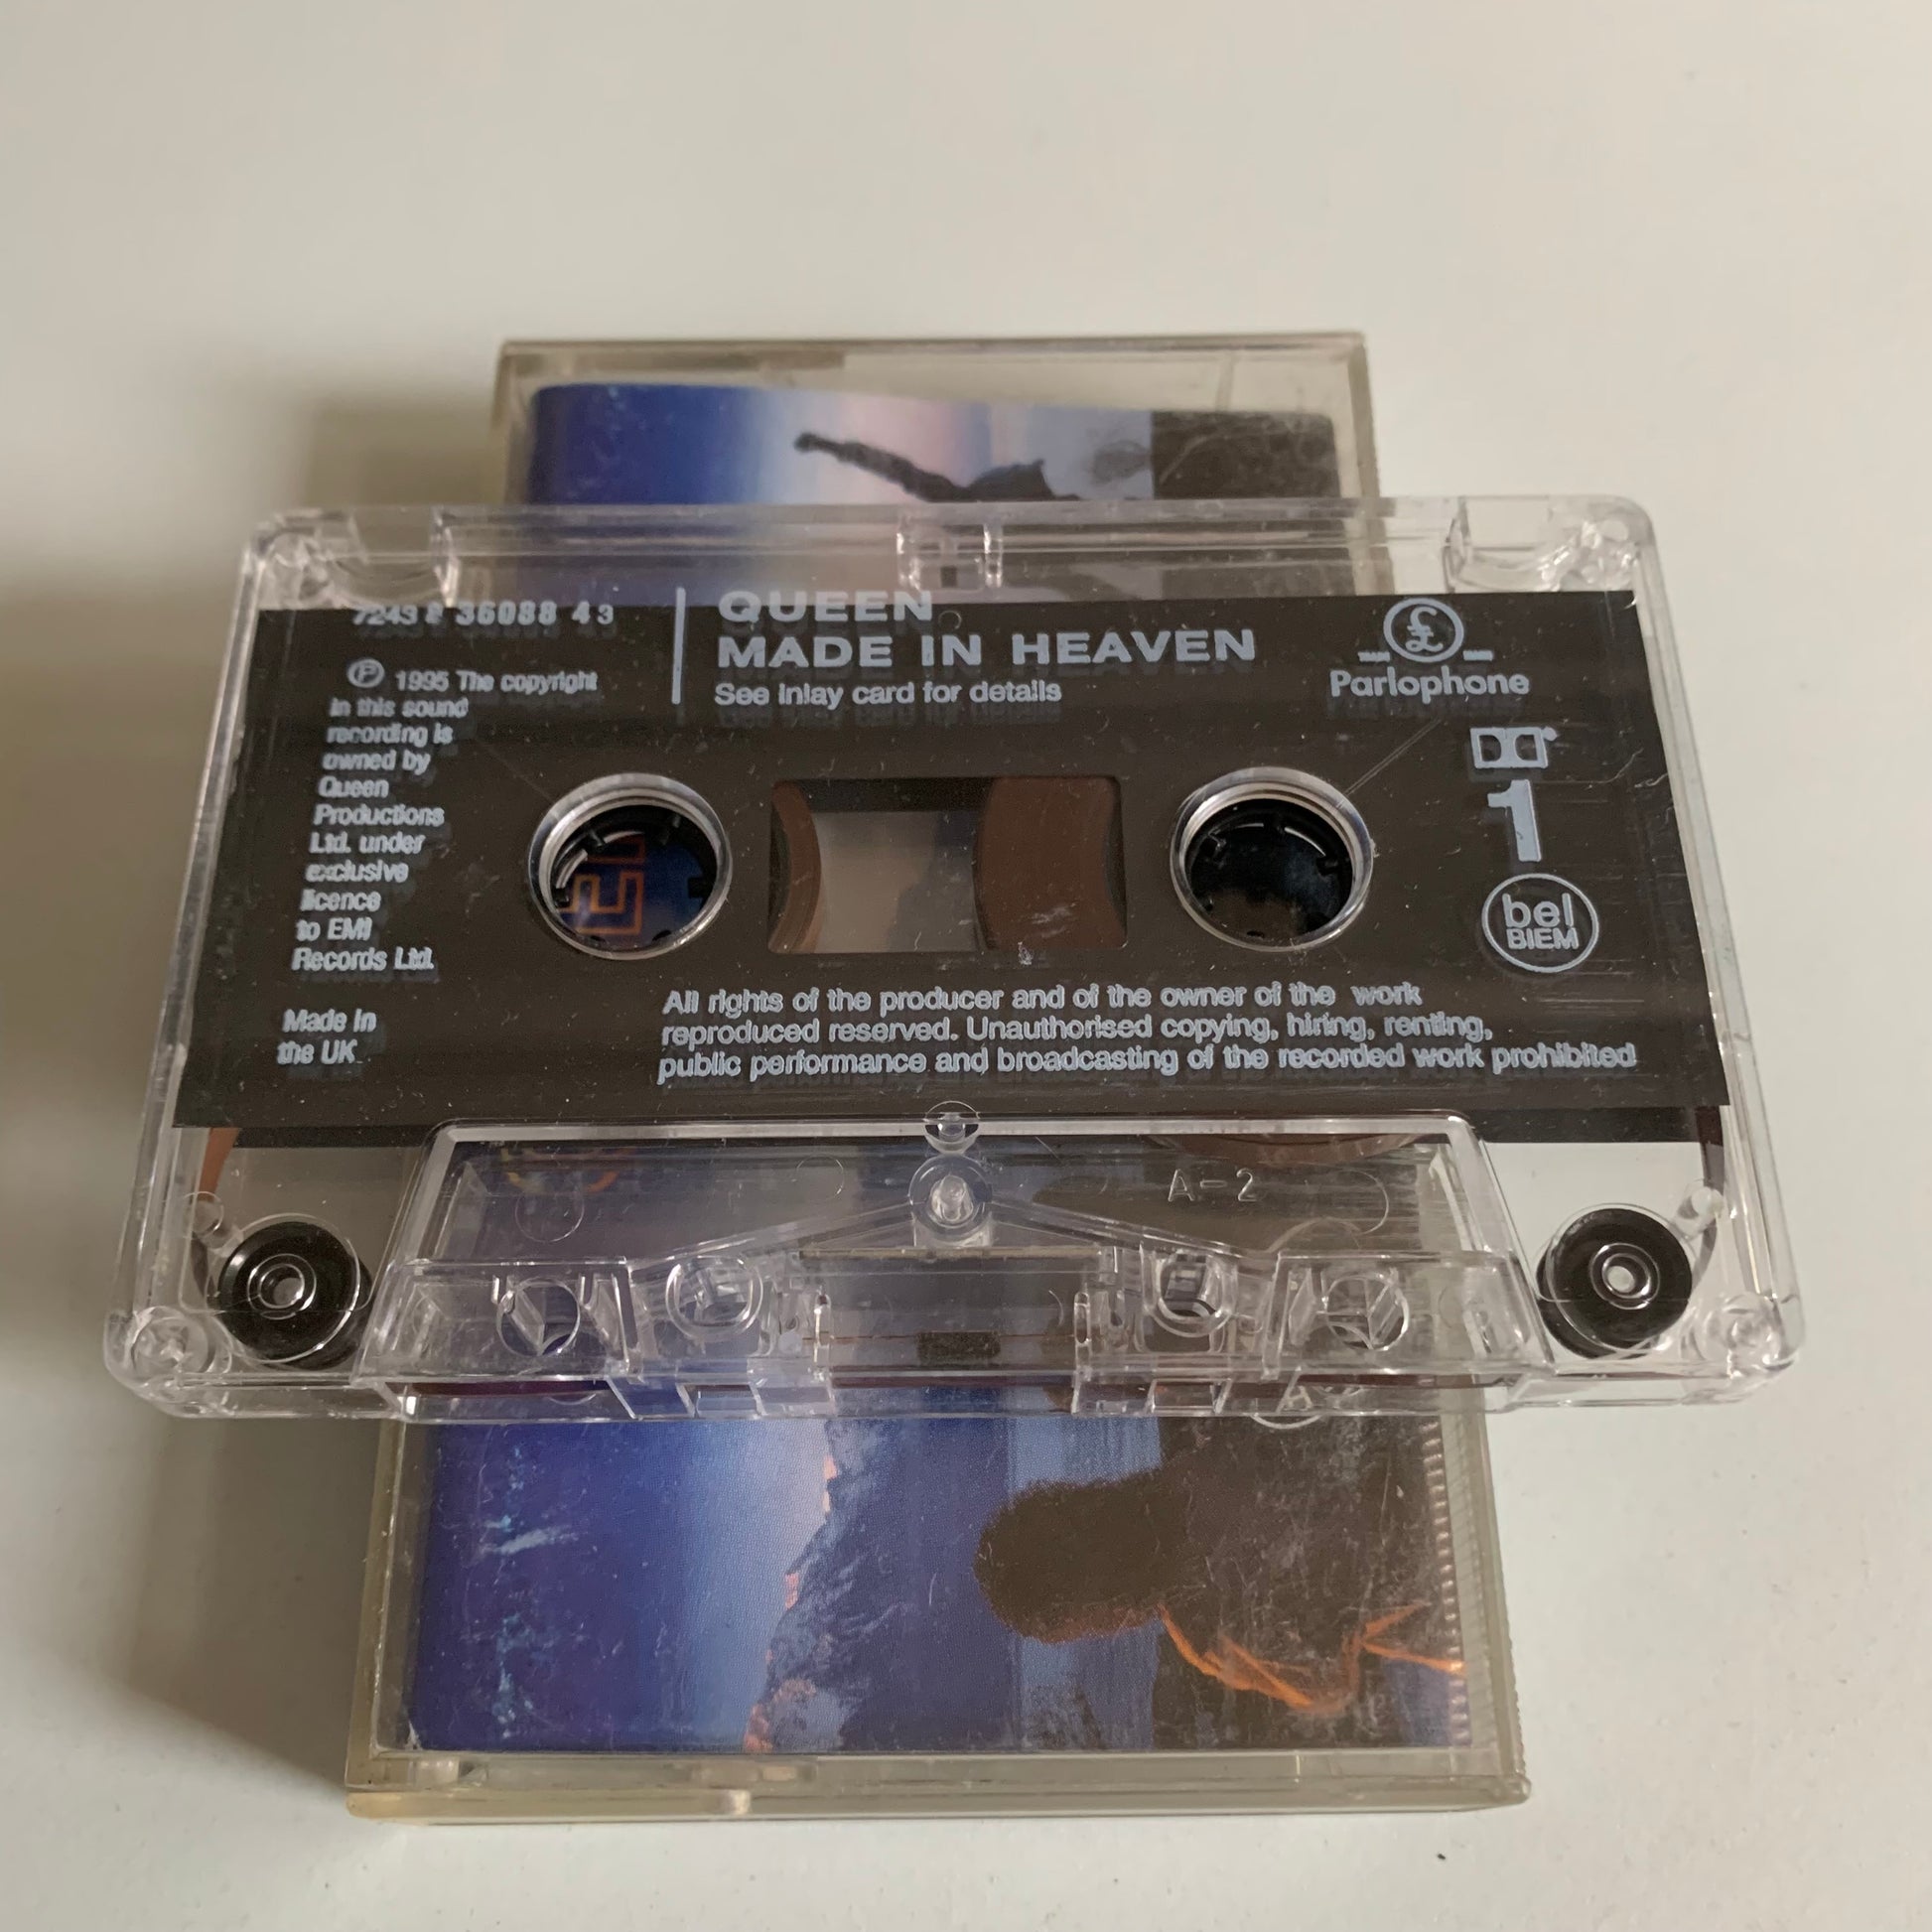 7243 8 36088 4 3
Ⓟ 1995 The copyright
in this sound
recording is
owned by
Queen
Productions
Ltd. under
exclusive
licence
to EMI
Records Ltd.
Made in
the UK
QUEEN
MADE IN HEAVEN
See inlay card for details
£
Parlophone
1
bel
BIEM
All rights of the producer and of the owner of the work
reproduced reserved. Unauthorised copying, hiring, renting,
public performance and broadcasting of the recorded work prohibited
A-2